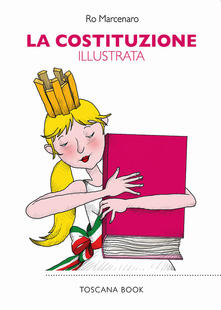 Ro Marcenaro
LA COSTITUZIONE
ILLUSTRATA
TOSCANA BOOK